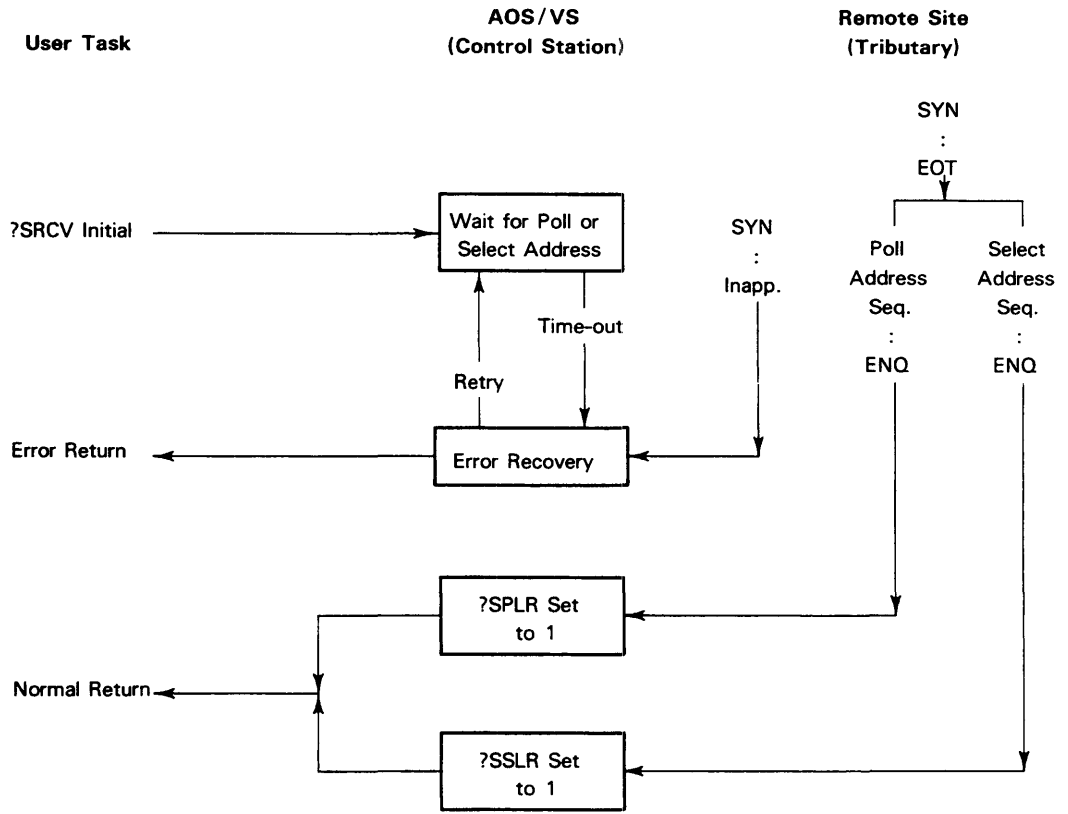 User Task
AOS/VS
(Control Station)
Remote Site
(Tributary)
SYN
:
EOT
?SRCV Initial
Wait for Poll or
Select Address
SYN
:
Inapp.
Poll
Address
Seq.
:
ENQ
Select
Address
Seq.
:
ENQ
Time-out
Retry
Error Return
Error Recovery
?SPLR Set
to 1
Normal Return
?SSLR Set
to 1